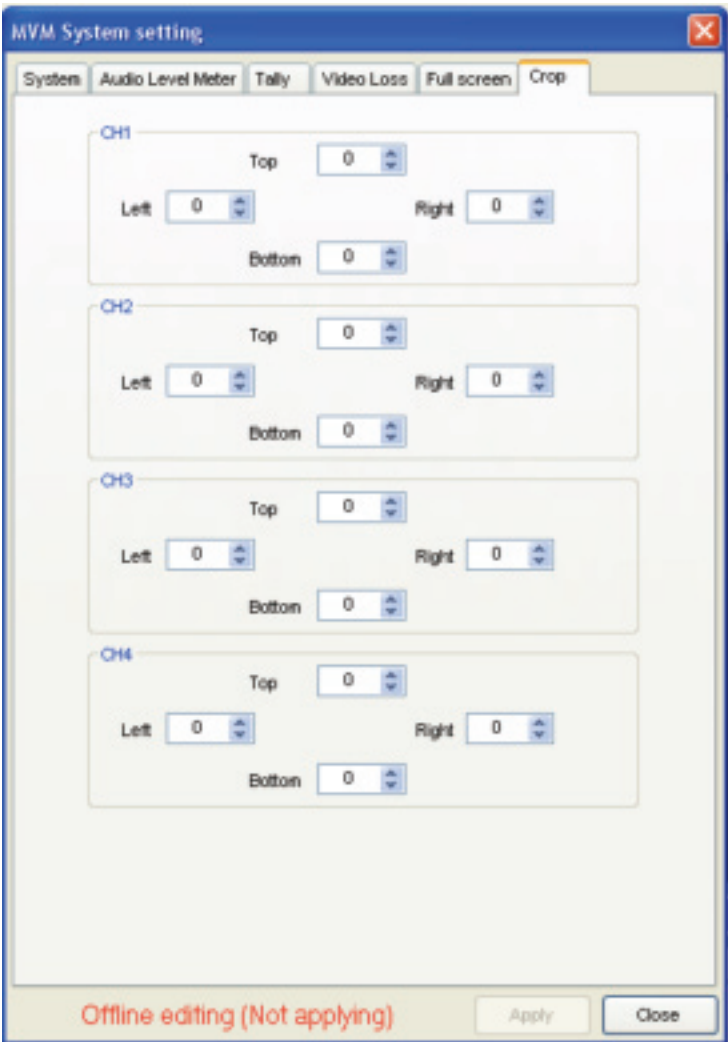 MVM System setting
System Audio Level Meter Tally Video Loss Full screen Crop
CH1
Top 0
Left 0 Right 0
Bottom 0
CH2
Top 0
Left 0 Right 0
Bottom 0
CH3
Top 0
Left 0 Right 0
Bottom 0
CH4
Top 0
Left 0 Right 0
Bottom 0
Offline editing (Not applying) Apply Close